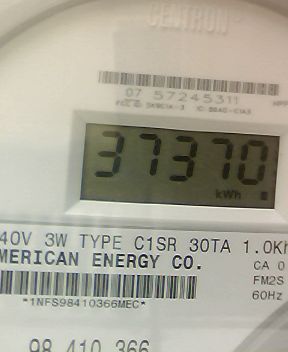 CENTRON
07 57245311
37370
kWh
40V 3W TYPE C1SR 30TA 1.0Kh
MERICAN ENERGY CO.
CA 0
FM2S
60Hz
*1NFS98410366MEC*
98 410 366